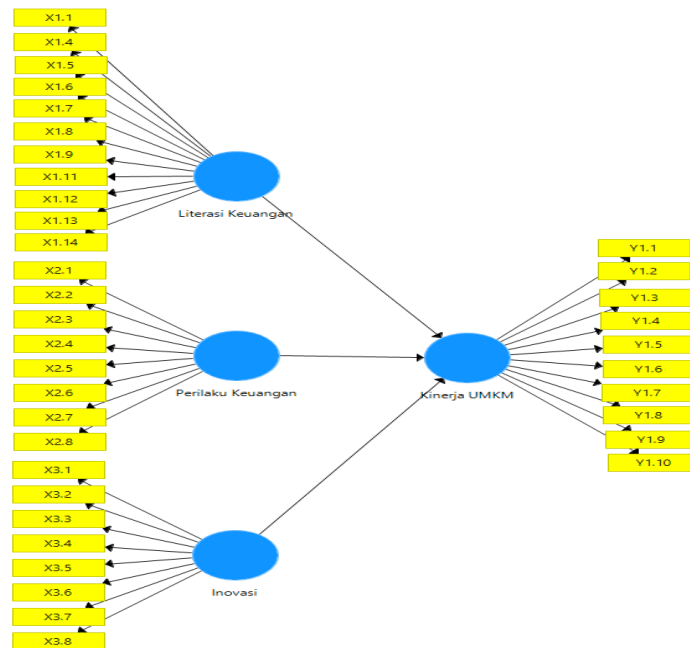 X1.1
X1.4
X1.5
X1.6
X1.7
X1.8
X1.9
X1.11
X1.12
X1.13
X1.14
Literasi Keuangan
X2.1
X2.2
X2.3
X2.4
X2.5
X2.6
X2.7
X2.8
Perilaku Keuangan
X3.1
X3.2
X3.3
X3.4
X3.5
X3.6
X3.7
X3.8
Inovasi
Kinerja UMKM
Y1.1
Y1.2
Y1.3
Y1.4
Y1.5
Y1.6
Y1.7
Y1.8
Y1.9
Y1.10